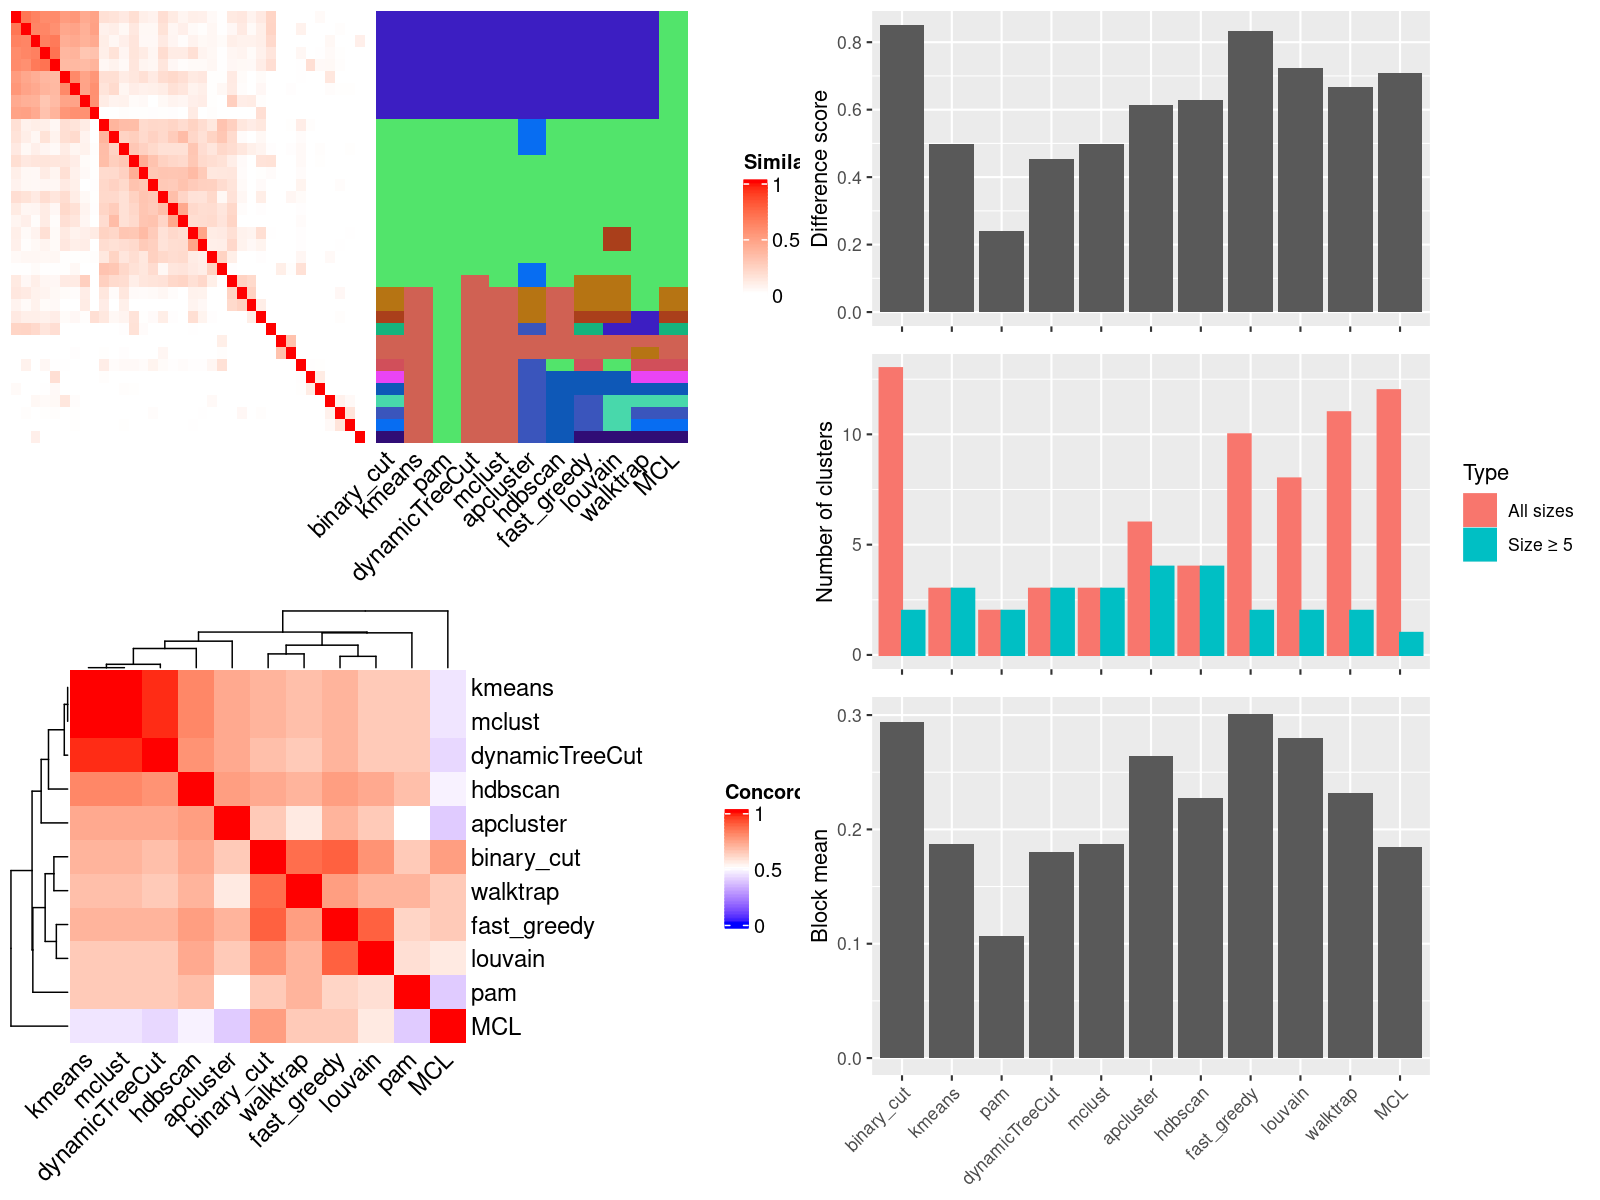 Simila
1
0.5
0
binary_cut
kmeans
pam
dynamicTreeCut
mclust
apcluster
hdbscan
fast_greedy
louvain
walktrap
MCL
kmeans
mclust
dynamicTreeCut
hdbscan
apcluster
binary_cut
walktrap
fast_greedy
louvain
pam
MCL
Concord
1
0.5
0
kmeans
mclust
dynamicTreeCut
hdbscan
apcluster
binary_cut
walktrap
fast_greedy
louvain
pam
MCL
Difference score
0.8
0.6
0.4
0.2
0.0
Number of clusters
10
5
0
Type
All sizes
Size ≥ 5
Block mean
0.3
0.2
0.1
0.0
binary_cut
kmeans
pam
dynamicTreeCut
mclust
apcluster
hdbscan
fast_greedy
louvain
walktrap
MCL